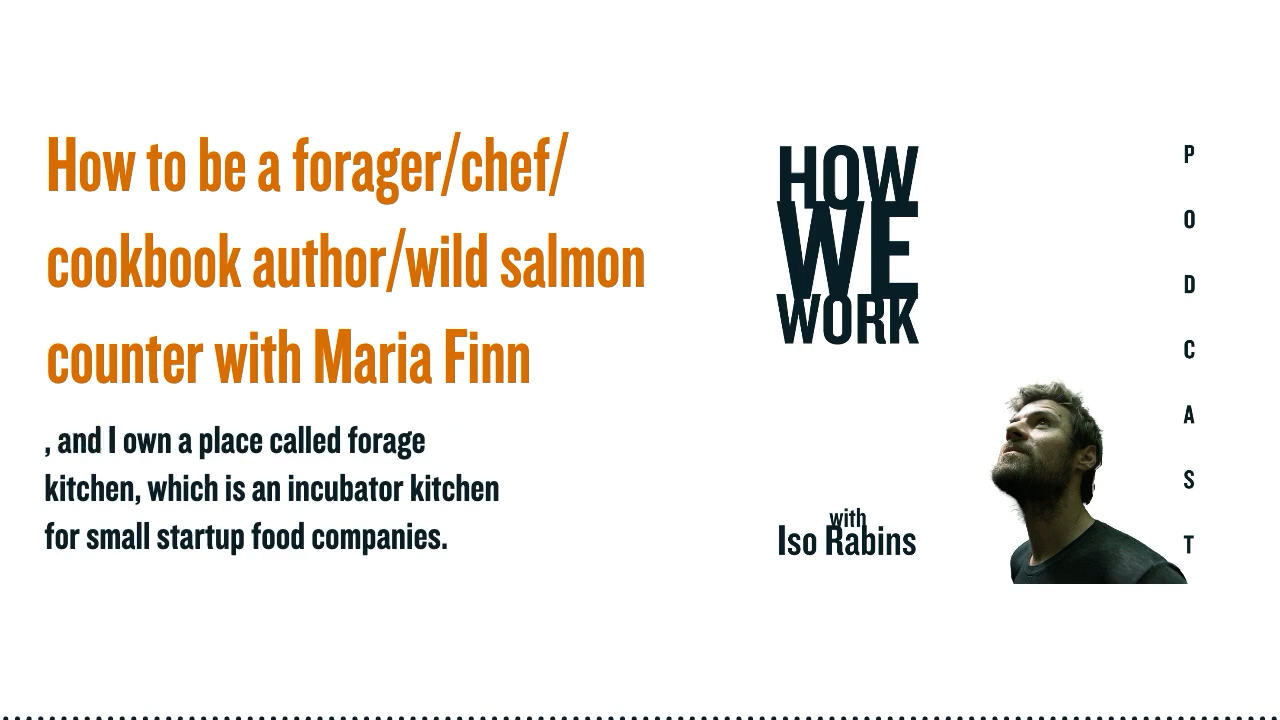 How to be a forager/chef/
cookbook author/wild salmon
counter with Maria Finn
, and I own a place called forage
kitchen, which is an incubator kitchen
for small startup food companies.
HOW
WE
WORK
with
Iso Rabins
PODCAST